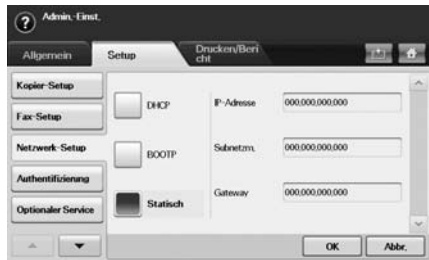 ? Admin.-Einst.
Allgemein Setup Drucken/Beri
cht
Kopier-Setup
Fax-Setup
Netzwerk-Setup
Authentifizierung
Optionaler Service
DHCP
BOOTP
Statisch
IP-Adresse 000.000.000.000
Subnetzm. 000.000.000.000
Gateway 000.000.000.000
OK Abbr.